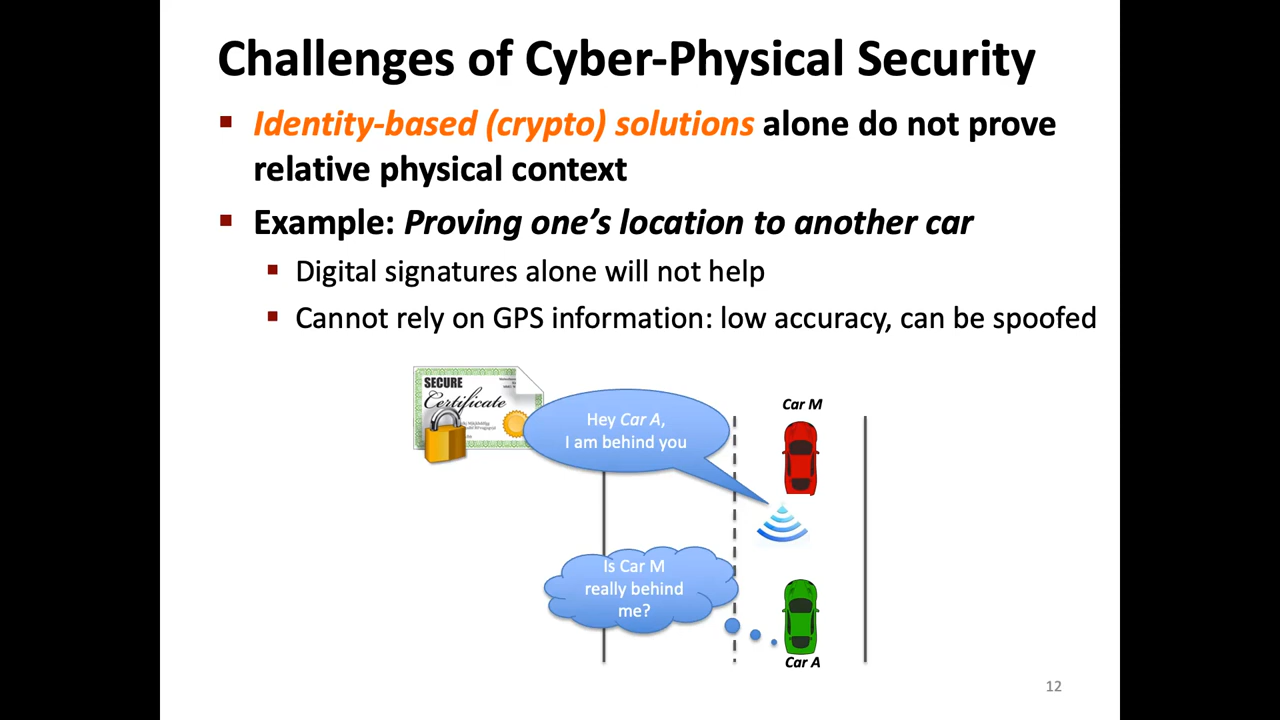 Challenges of Cyber-Physical Security
Identity-based (crypto) solutions alone do not prove
relative physical context
Example: Proving one’s location to another car
Digital signatures alone will not help
Cannot rely on GPS information: low accuracy, can be spoofed
SECURE
Certificate
Hey Car A,
I am behind you
Car M
Is Car M
really behind
me?
Car A
12